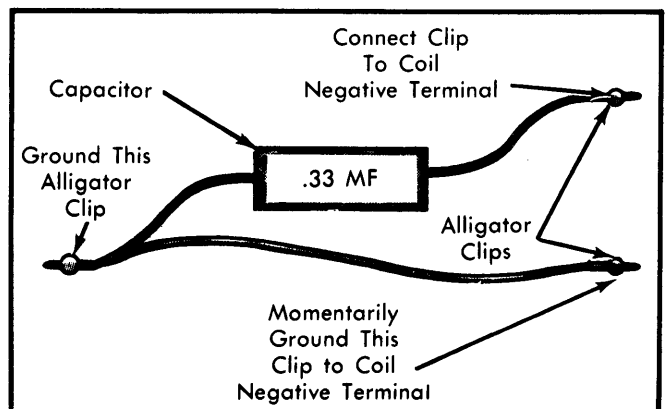 Connect Clip
To Coil
Negative Terminal
Capacitor
Ground This
Alligator
Clip
.33 MF
Alligator
Clips
Momentarily
Ground This
Clip to Coil
Negative Terminal